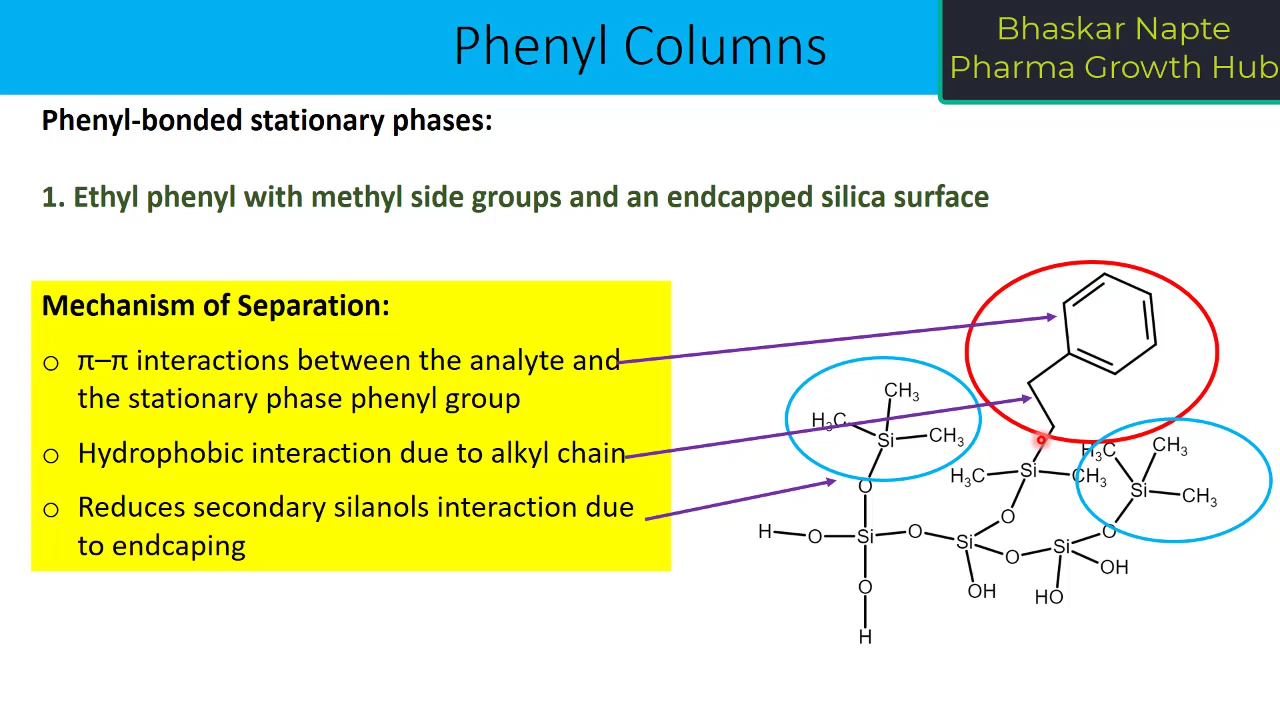 Phenyl Columns
Bhaskar Napte
Pharma Growth Hub
Phenyl-bonded stationary phases:
1. Ethyl phenyl with methyl side groups and an endcapped silica surface
Mechanism of Separation:
o π–π interactions between the analyte and
the stationary phase phenyl group
o Hydrophobic interaction due to alkyl chain
o Reduces secondary silanols interaction due
to endcaping
CH₃
H₃C
Si
CH₃
H₃C
CH₃
H₃C
Si
CH₃
Si
CH₃
O
O
H
O
Si
O
Si
O
Si
O
O
OH
HO
OH
H